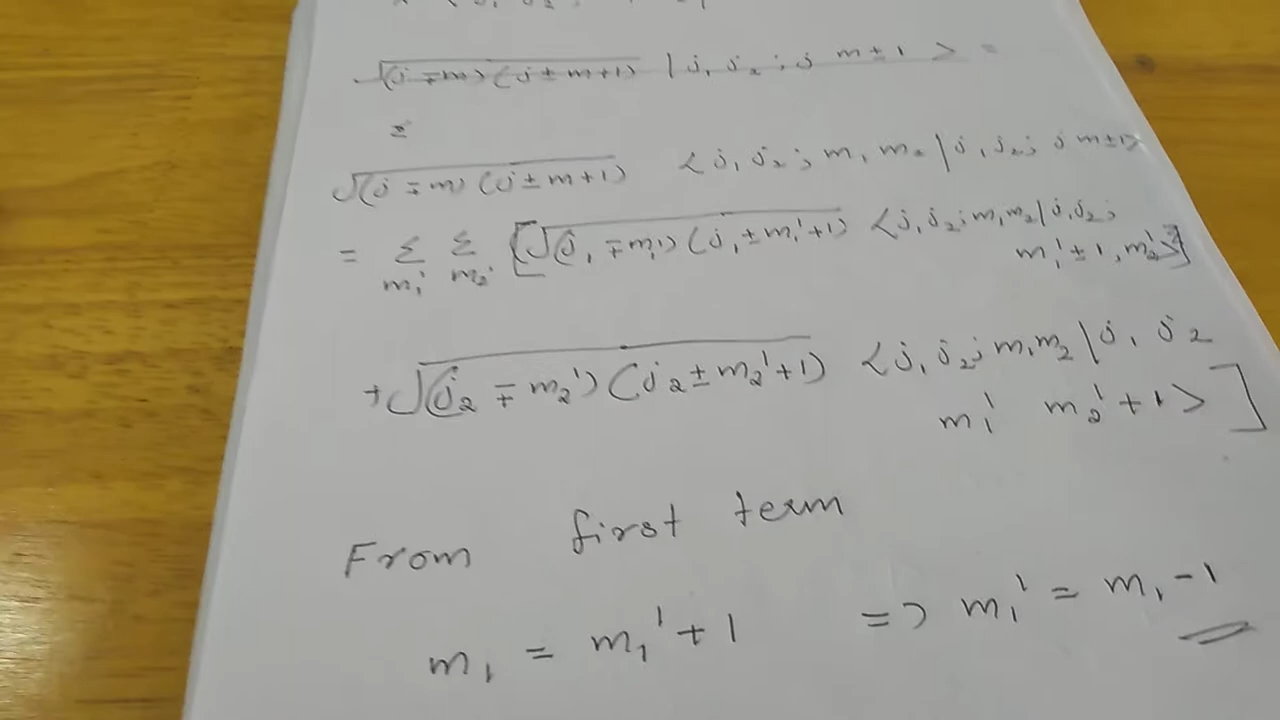 √(j ∓ m) (j ± m+1) | j₁ j₂ ; j m ± 1 > =
=
√(j ∓ m) (j ± m+1) < j₁ j₂ ; m₁ m₂ | j₁ j₂ ; j m±1>
= Σ Σ [√(j₁ ∓ m₁') (j₁ ± m₁'+1) < j₁ j₂ ; m₁ m₂ | j₁ j₂ ;
m₁' m₂' m₁' ± 1 , m₂' >]
+ √(j₂ ∓ m₂') (j₂ ± m₂'+1) < j₁ j₂ ; m₁ m₂ | j₁ j₂
m₁' m₂' + 1 > ]
From first term
m₁ = m₁' + 1 => m₁' = m₁ - 1